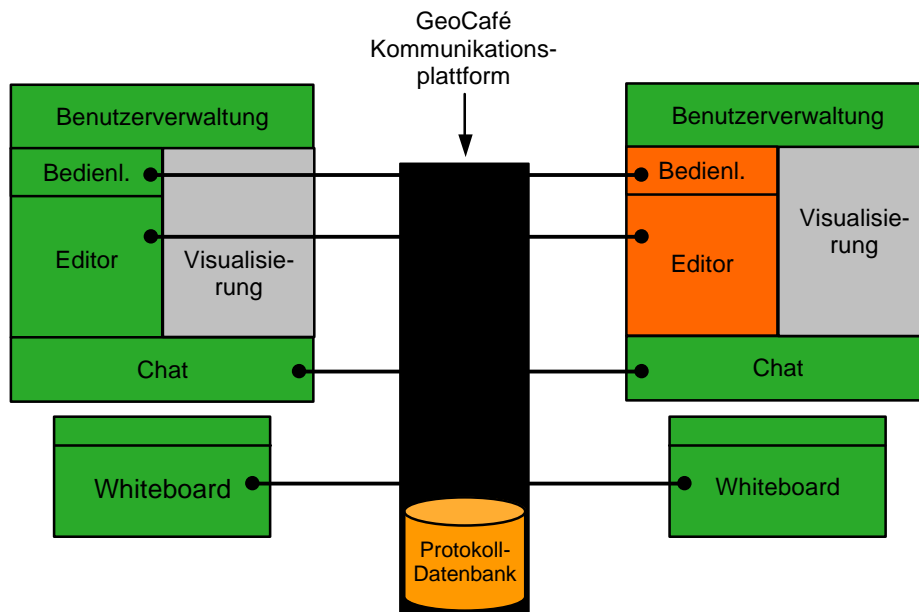 GeoCafé
Kommunikations-
plattform
Benutzerverwaltung
Bedienl.
Editor
Visualisie-
rung
Chat
Whiteboard
Benutzerverwaltung
Bedienl.
Editor
Visualisie-
rung
Chat
Whiteboard
Protokoll-
Datenbank